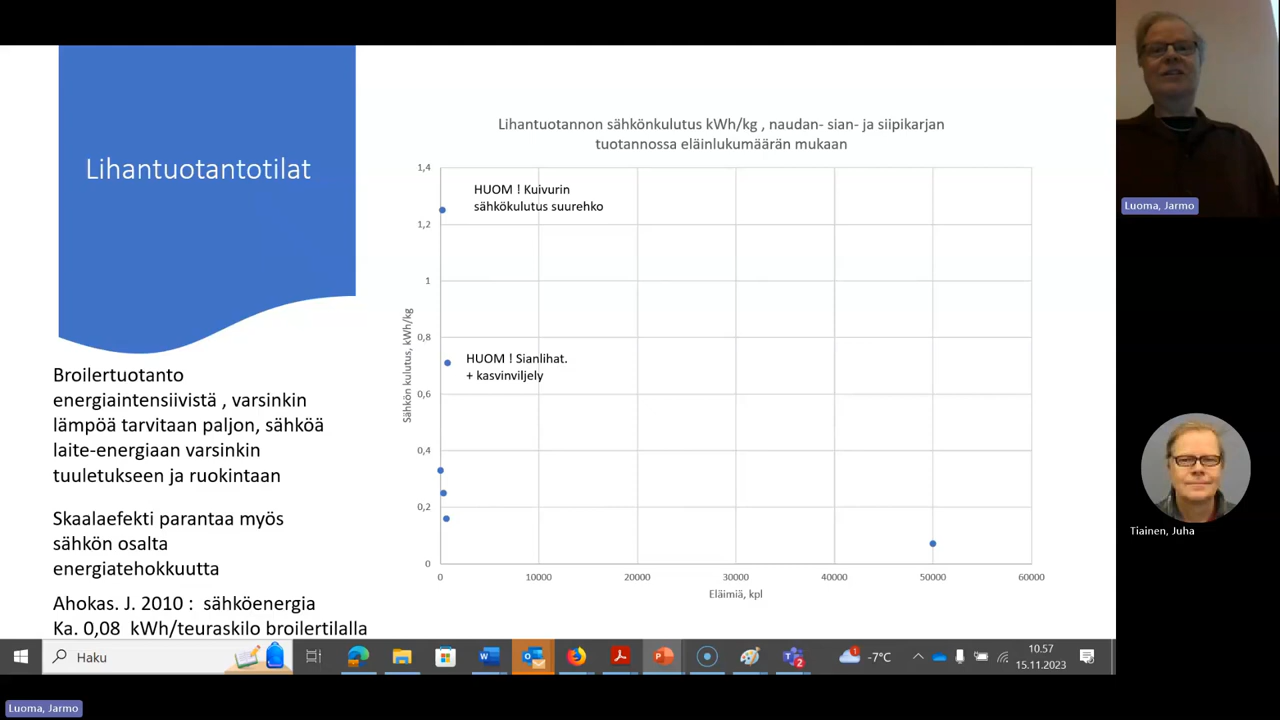 Lihantuotantotilat
Broilertuotanto
energiaintensiivistä , varsinkin
lämpöä tarvitaan paljon, sähköä
laite-energiaan varsinkin
tuuletukseen ja ruokintaan
Skaalaefekti parantaa myös
sähkön osalta
energiatehokkuutta
Ahokas. J. 2010 : sähköenergia
Ka. 0,08 kWh/teuraskilo broilertilalla
Lihantuotannon sähkönkulutus kWh/kg , naudan- sian- ja siipikarjan
tuotannossa eläinlukumäärän mukaan
1,4
1,2
1
0,8
0,6
0,4
0,2
0
Sähkön kulutus, kWh/kg
HUOM ! Kuivurin
sähkökulutus suurehko
HUOM ! Sianlihat.
+ kasvinviljely
0 10000 20000 30000 40000 50000 60000
Eläimiä, kpl
Luoma, Jarmo
Tiainen, Juha
Haku
1
2
-7°C
10.57
15.11.2023
Luoma, Jarmo